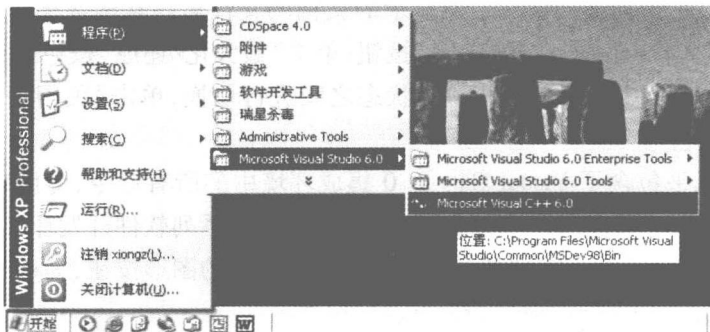 Windows XP Professional
程序(P)
文档(D)
设置(S)
搜索(C)
帮助和支持(H)
运行(R)...
注销 xiongz(L)...
关闭计算机(U)...
CDSpace 4.0
附件
游戏
软件开发工具
瑞星杀毒
Administrative Tools
Microsoft Visual Studio 6.0
Microsoft Visual Studio 6.0 Enterprise Tools
Microsoft Visual Studio 6.0 Tools
Microsoft Visual C++ 6.0
位置: C:\Program Files\Microsoft Visual
Studio\Common\MSDev98\Bin
开始